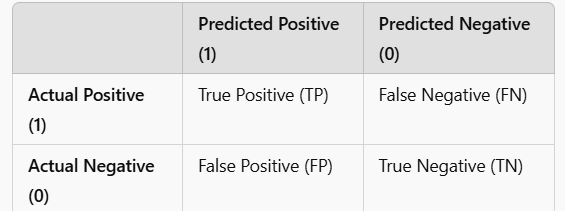 Predicted Positive Predicted Negative
(1) (0)
Actual Positive True Positive (TP) False Negative (FN)
(1)
Actual Negative False Positive (FP) True Negative (TN)
(0)